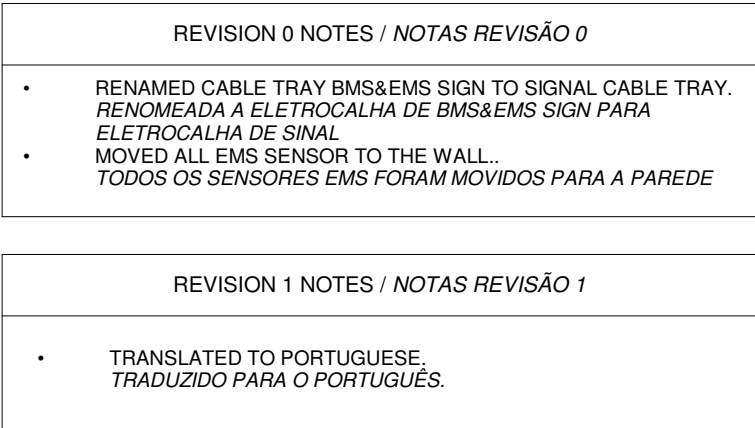 REVISION 0 NOTES / NOTAS REVISÃO 0
• RENAMED CABLE TRAY BMS&EMS SIGN TO SIGNAL CABLE TRAY.
RENOMEADA A ELETROCALHA DE BMS&EMS SIGN PARA
ELETROCALHA DE SINAL
• MOVED ALL EMS SENSOR TO THE WALL..
TODOS OS SENSORES EMS FORAM MOVIDOS PARA A PAREDE
REVISION 1 NOTES / NOTAS REVISÃO 1
• TRANSLATED TO PORTUGUESE.
TRADUZIDO PARA O PORTUGUÊS.